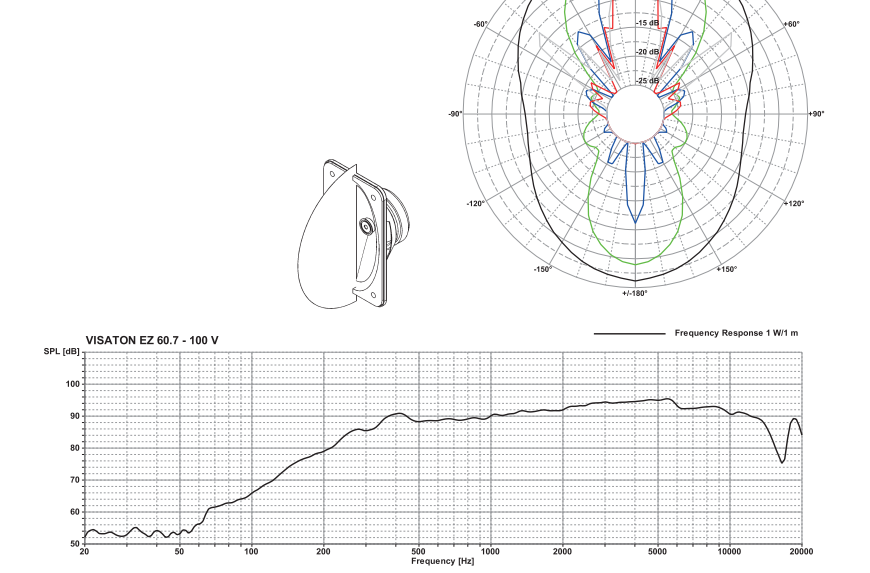 -15 dB
-60°
+60°
-20 dB
-25 dB
-90°
+90°
-120°
+120°
-150°
+150°
+/-180°
VISATON EZ 60.7 - 100 V
Frequency Response 1 W/1 m
SPL [dB]
100
90
80
70
60
50
20 50 100 200 500 1000 2000 5000 10000 20000
Frequency [Hz]